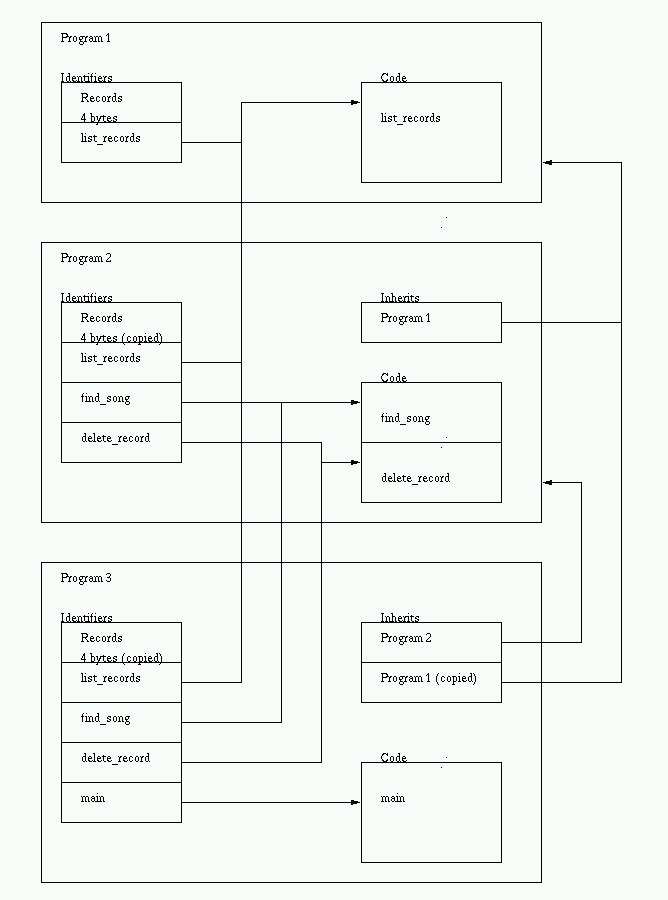 Program 1
Identifiers
Code
Records
4 bytes
list_records
list_records
Program 2
Identifiers
Inherits
Records
Program 1
4 bytes (copied)
list_records
Code
find_song
find_song
delete_record
delete_record
Program 3
Identifiers
Inherits
Records
Program 2
4 bytes (copied)
list_records
Program 1 (copied)
find_song
delete_record
Code
main
main